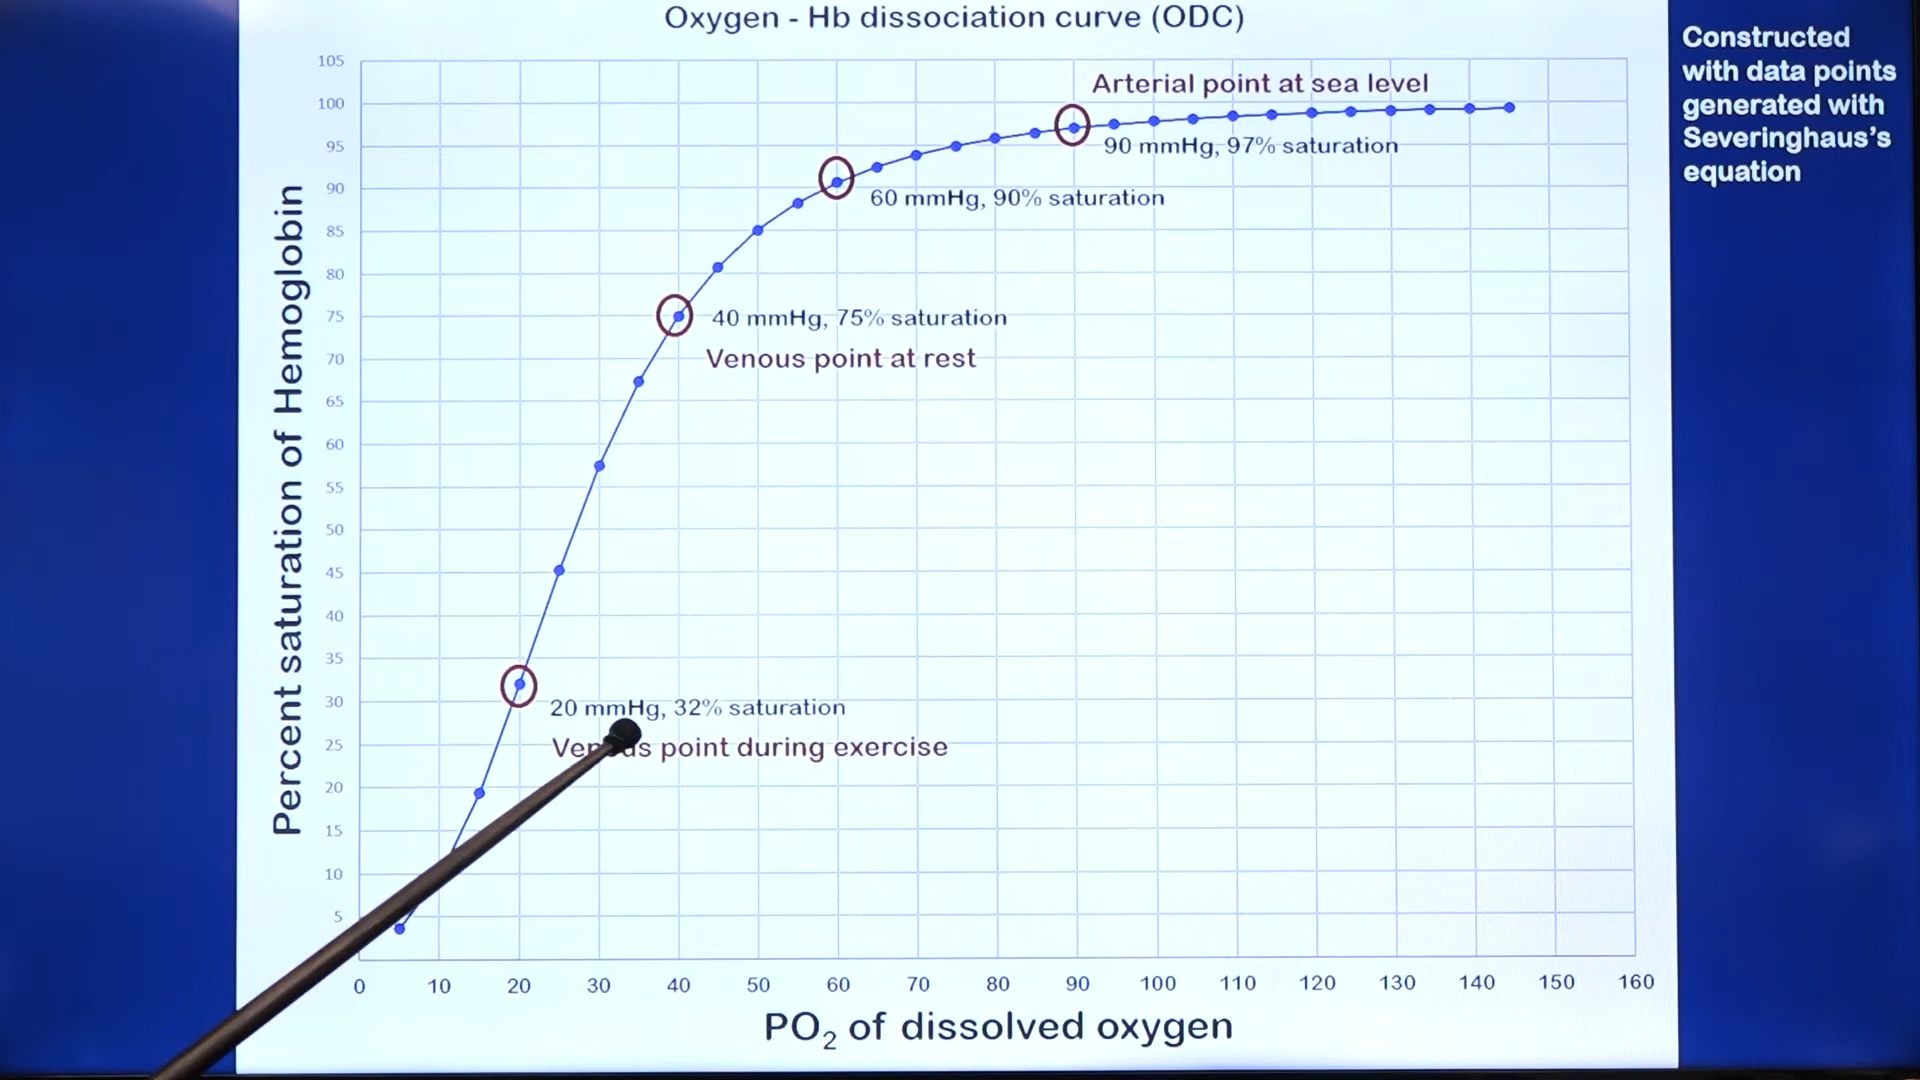 Oxygen - Hb dissociation curve (ODC)
Constructed
with data points
generated with
Severinghaus's
equation
Percent saturation of Hemoglobin
105
100
95
90
85
80
75
70
65
60
55
50
45
40
35
30
25
20
15
10
5
Arterial point at sea level
90 mmHg, 97% saturation
60 mmHg, 90% saturation
40 mmHg, 75% saturation
Venous point at rest
20 mmHg, 32% saturation
point during exercise
0 10 20 30 40 50 60 70 80 90 100 110 120 130 140 150 160
PO₂ of dissolved oxygen